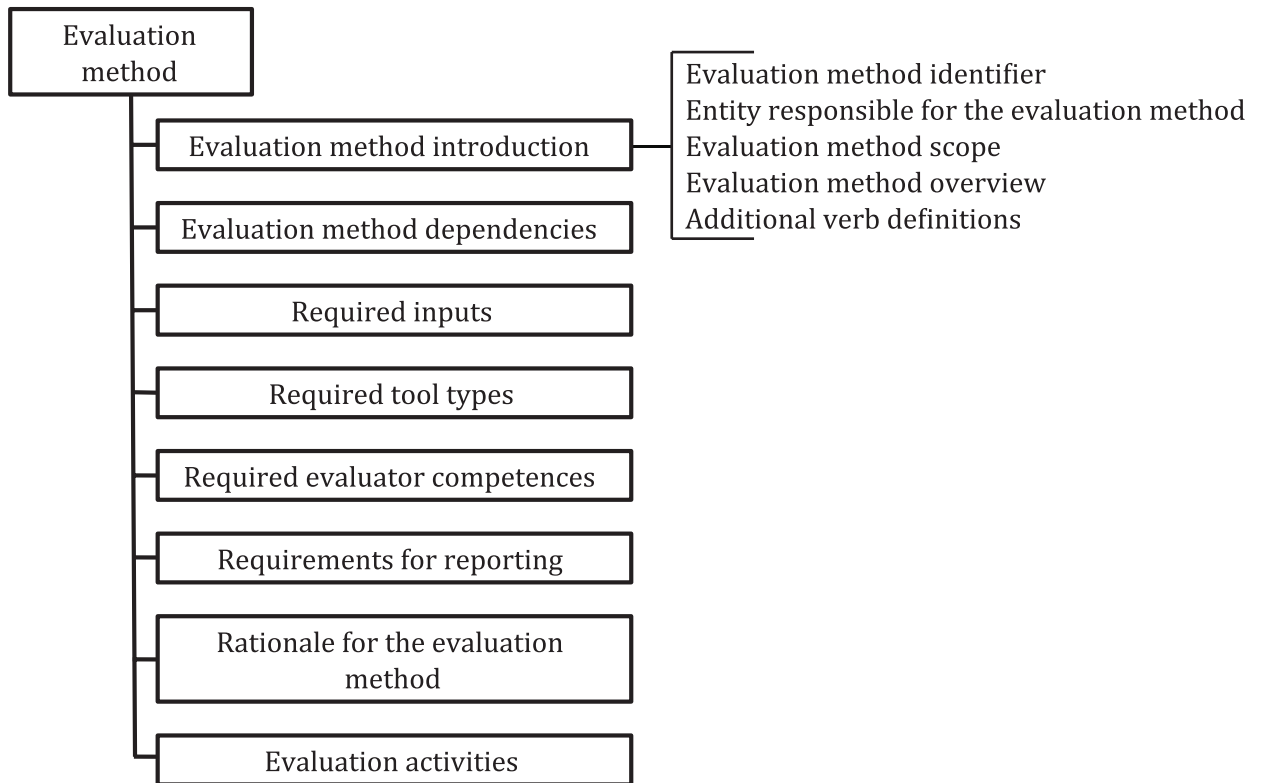 Evaluation
method
Evaluation method introduction
Evaluation method identifier
Entity responsible for the evaluation method
Evaluation method scope
Evaluation method overview
Additional verb definitions
Evaluation method dependencies
Required inputs
Required tool types
Required evaluator competences
Requirements for reporting
Rationale for the evaluation
method
Evaluation activities